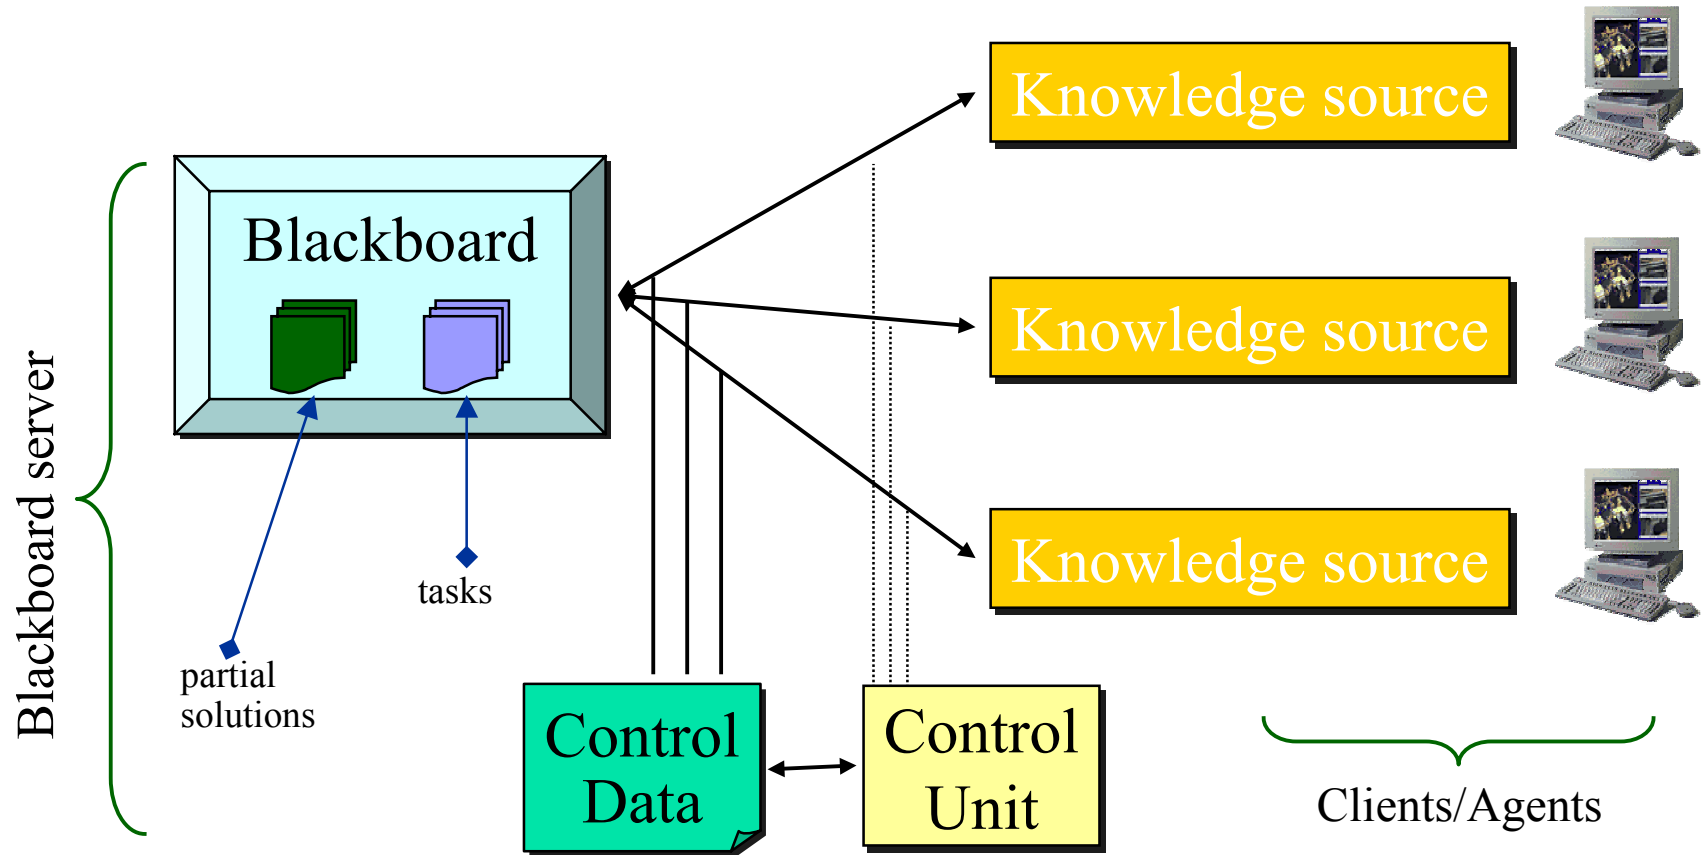 Knowledge source
Blackboard
Knowledge source
Blackboard server
Knowledge source
tasks
partial
solutions
Control
Data
Control
Unit
Clients/Agents